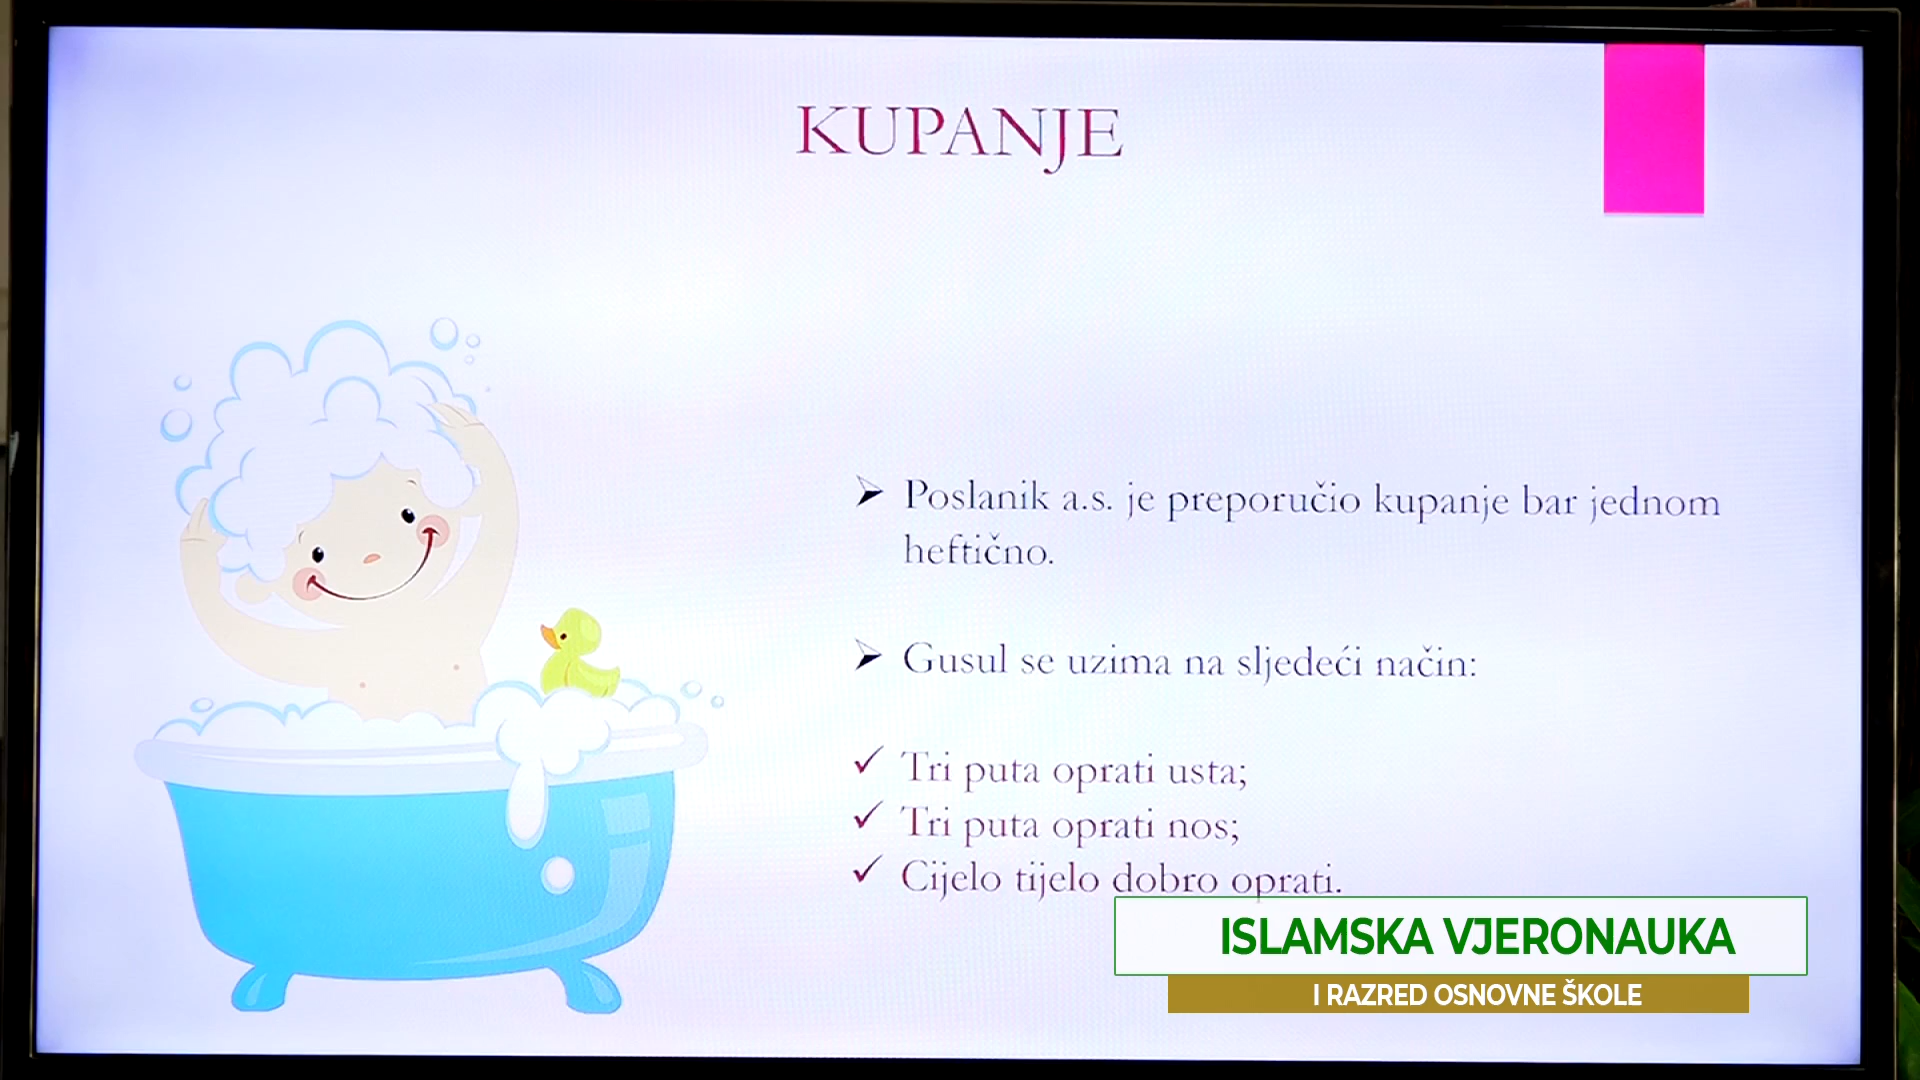 KUPANJE
Poslanik a.s. je preporučio kupanje bar jednom
heftično.
Gusul se uzima na sljedeći način:
Tri puta oprati usta;
Tri puta oprati nos;
Cijelo tijelo dobro oprati.
ISLAMSKA VJERONAUKA
I RAZRED OSNOVNE ŠKOLE